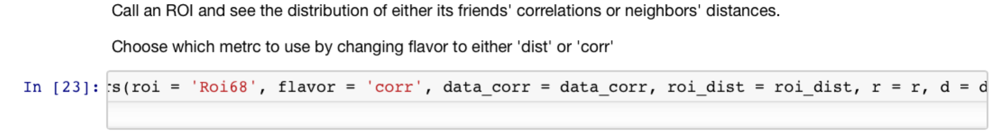 Call an ROI and see the distribution of either its friends' correlations or neighbors' distances.
Choose which metrc to use by changing flavor to either 'dist' or 'corr'
In [23]: rs(roi = 'Roi68', flavor = 'corr', data_corr = data_corr, roi_dist = roi_dist, r = r, d = d